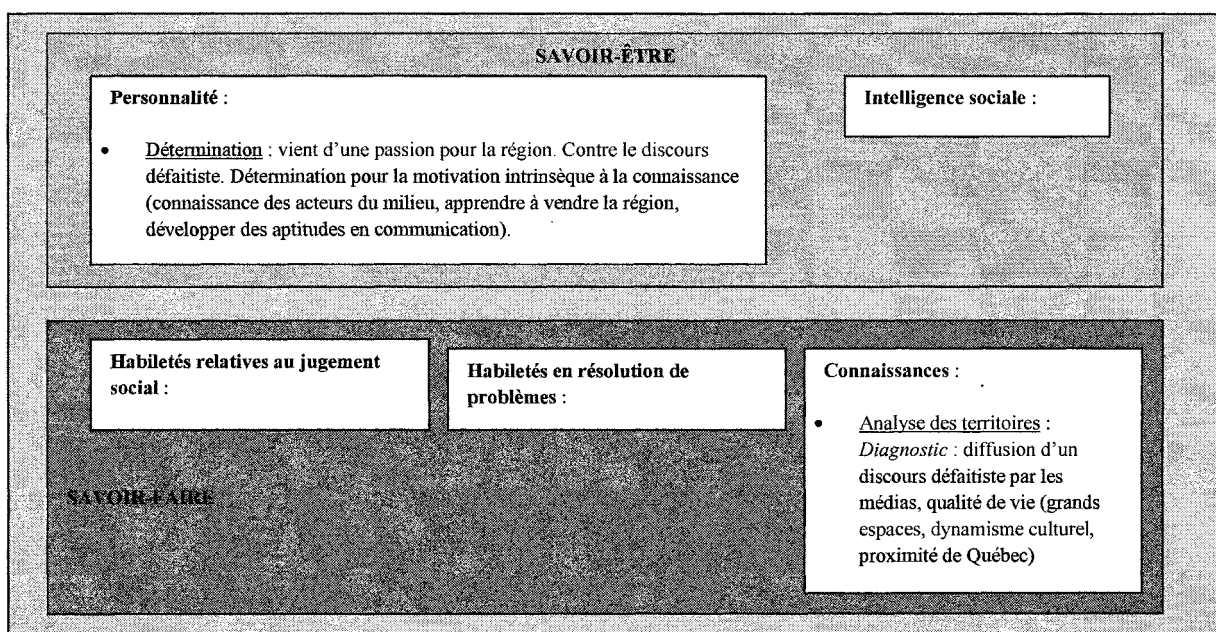 SAVOIR-ÊTRE
Personnalité :
• Détermination : vient d'une passion pour la région. Contre le discours
défaitiste. Détermination pour la motivation intrinsèque à la connaissance
(connaissance des acteurs du milieu, apprendre à vendre la région,
développer des aptitudes en communication).
Intelligence sociale :
Habiletés relatives au jugement
social :
Habiletés en résolution de
problèmes :
Connaissances :
• Analyse des territoires :
Diagnostic : diffusion d'un
discours défaitiste par les
médias, qualité de vie (grands
espaces, dynamisme culturel,
proximité de Québec)
SAVOIR-FAIRE